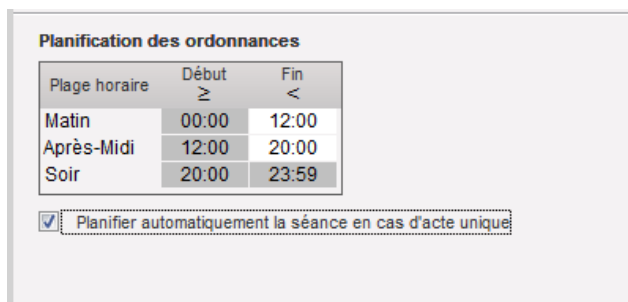 Planification des ordonnances
Plage horaire Début ≥ Fin <
Matin 00:00 12:00
Après-Midi 12:00 20:00
Soir 20:00 23:59
Planifier automatiquement la séance en cas d'acte unique